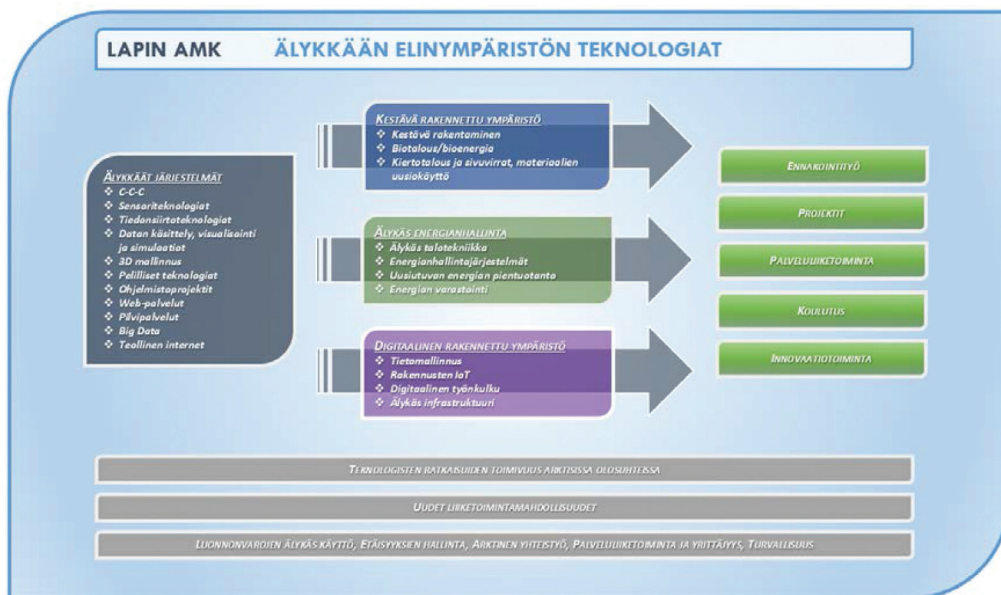 LAPIN AMK ÄLYKKÄÄN ELINYMPÄRISTÖN TEKNOLOGIAT
ÄLYKKÄÄT JÄRJESTELMÄT
❖ C-C-C
❖ Sensoriteknologiat
❖ Tiedonsiirtoteknologiat
❖ Datan käsittely, visualisointi
ja simulaatiot
❖ 3D mallinnus
❖ Pelilliset teknologiat
❖ Ohjelmistoprojektit
❖ Web-palvelut
❖ Pilvipalvelut
❖ Big Data
❖ Teollinen internet
KESTÄVÄ RAKENNETTU YMPÄRISTÖ
❖ Kestävä rakentaminen
❖ Biotalous/bioenergia
❖ Kiertotalous ja sivuvirrat, materiaalien
uusiokäyttö
ÄLYKÄS ENERGIANHALLINTA
❖ Älykäs talotekniikka
❖ Energianhallintajärjestelmät
❖ Uusiutuvan energian pientuotanto
❖ Energian varastointi
DIGITAALINEN RAKENNETTU YMPÄRISTÖ
❖ Tietomallinnus
❖ Rakennusten IoT
❖ Digitaalinen työnkulku
❖ Älykäs infrastruktuuri
ENNAKOINTITYÖ
PROJEKTIT
PALVELULIIKETOIMINTA
KOULUTUS
INNOVAATIOTOIMINTA
TEKNOLOGISTEN RATKAISUIDEN TOIMIVUUS ARKTISISSA OLOSUHTEISSA
UUDET LIIKETOIMINTAMAHDOLLISUUDET
LUONNONVAROJEN ÄLYKÄS KÄYTTÖ, ETÄISYYKSIEN HALLINTA, ARKTINEN YHTEISTYÖ, PALVELULIIKETOIMINTA JA YRITTÄJYYS, TURVALLISUUS